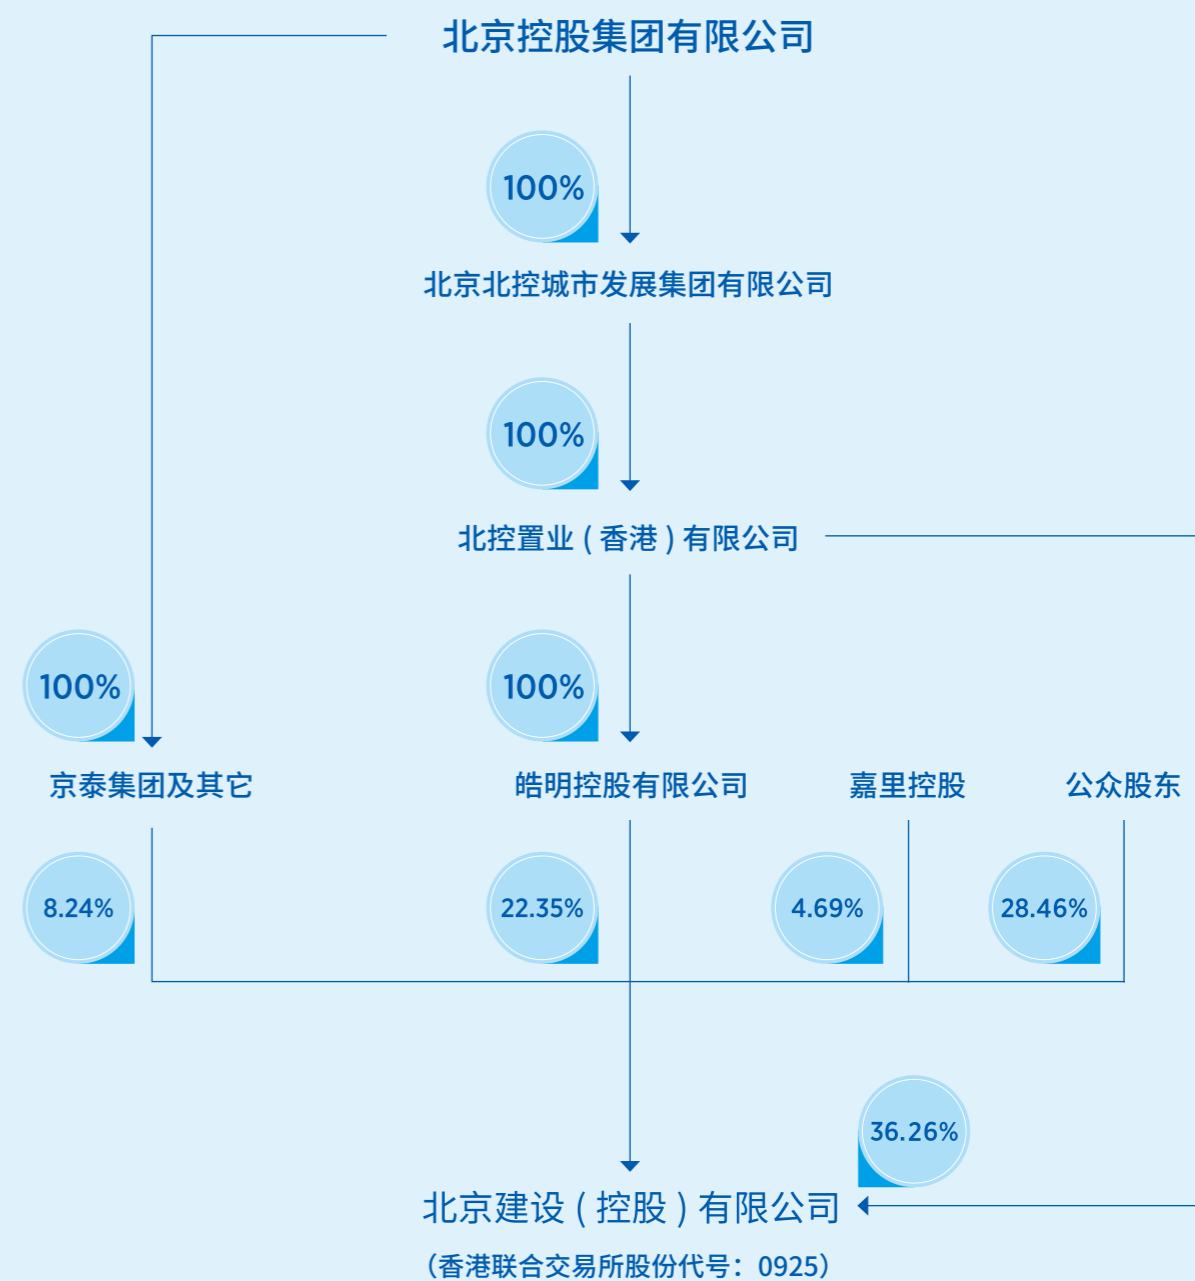 北京控股集团有限公司
100%
北京北控城市发展集团有限公司
100%
北控置业 ( 香港 ) 有限公司
100%
100%
京泰集团及其它
皓明控股有限公司
嘉里控股
公众股东
8.24%
22.35%
4.69%
28.46%
36.26%
北京建设 ( 控股 ) 有限公司
（香港联合交易所股份代号：0925）